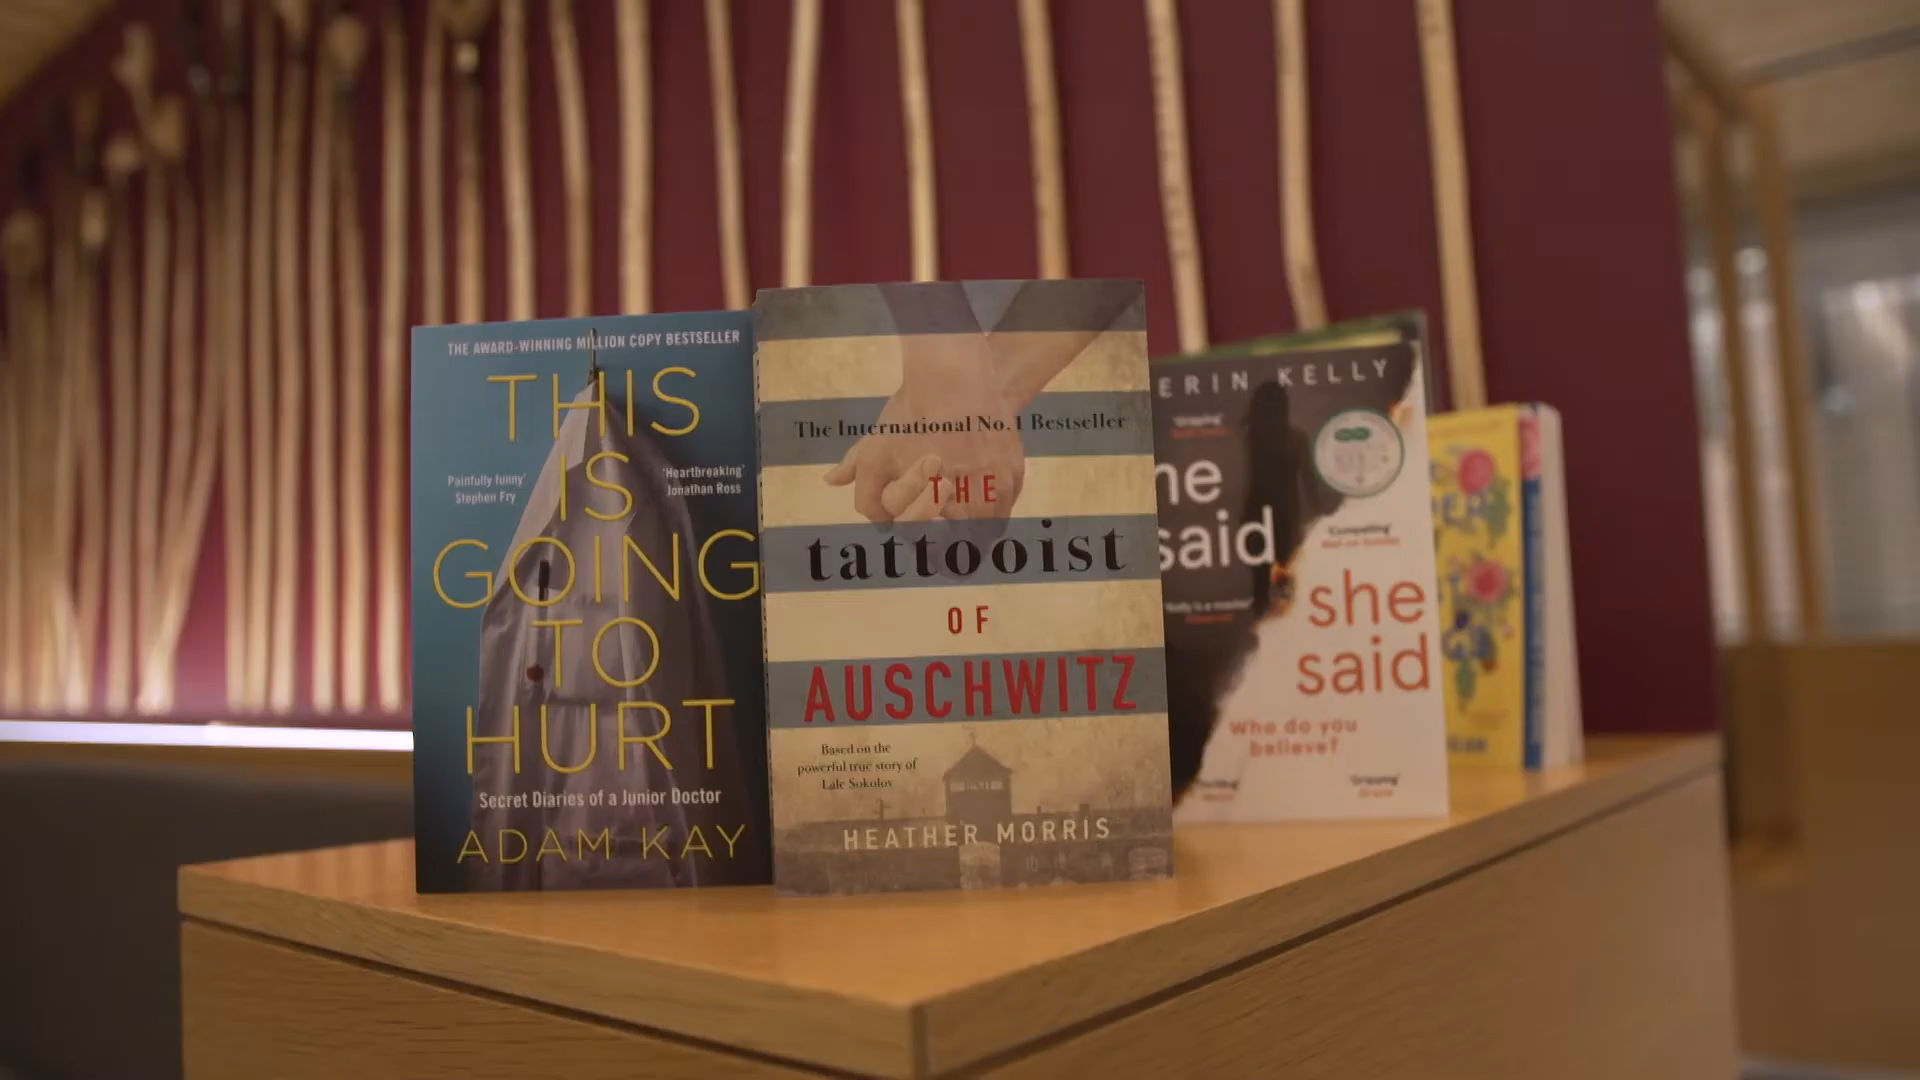 THE AWARD-WINNING MILLION COPY BESTSELLER
THIS
IS
GOING
TO
HURT
'Painfully funny'
Stephen Fry
'Heartbreaking'
Jonathan Ross
Secret Diaries of a Junior Doctor
ADAM KAY
The International No.1 Bestseller
THE
tattooist
OF
AUSCHWITZ
Based on the
powerful true story of
Lale Sokolov
HEATHER MORRIS
ERIN KELLY
he
said
she
said
Who do you
believe?